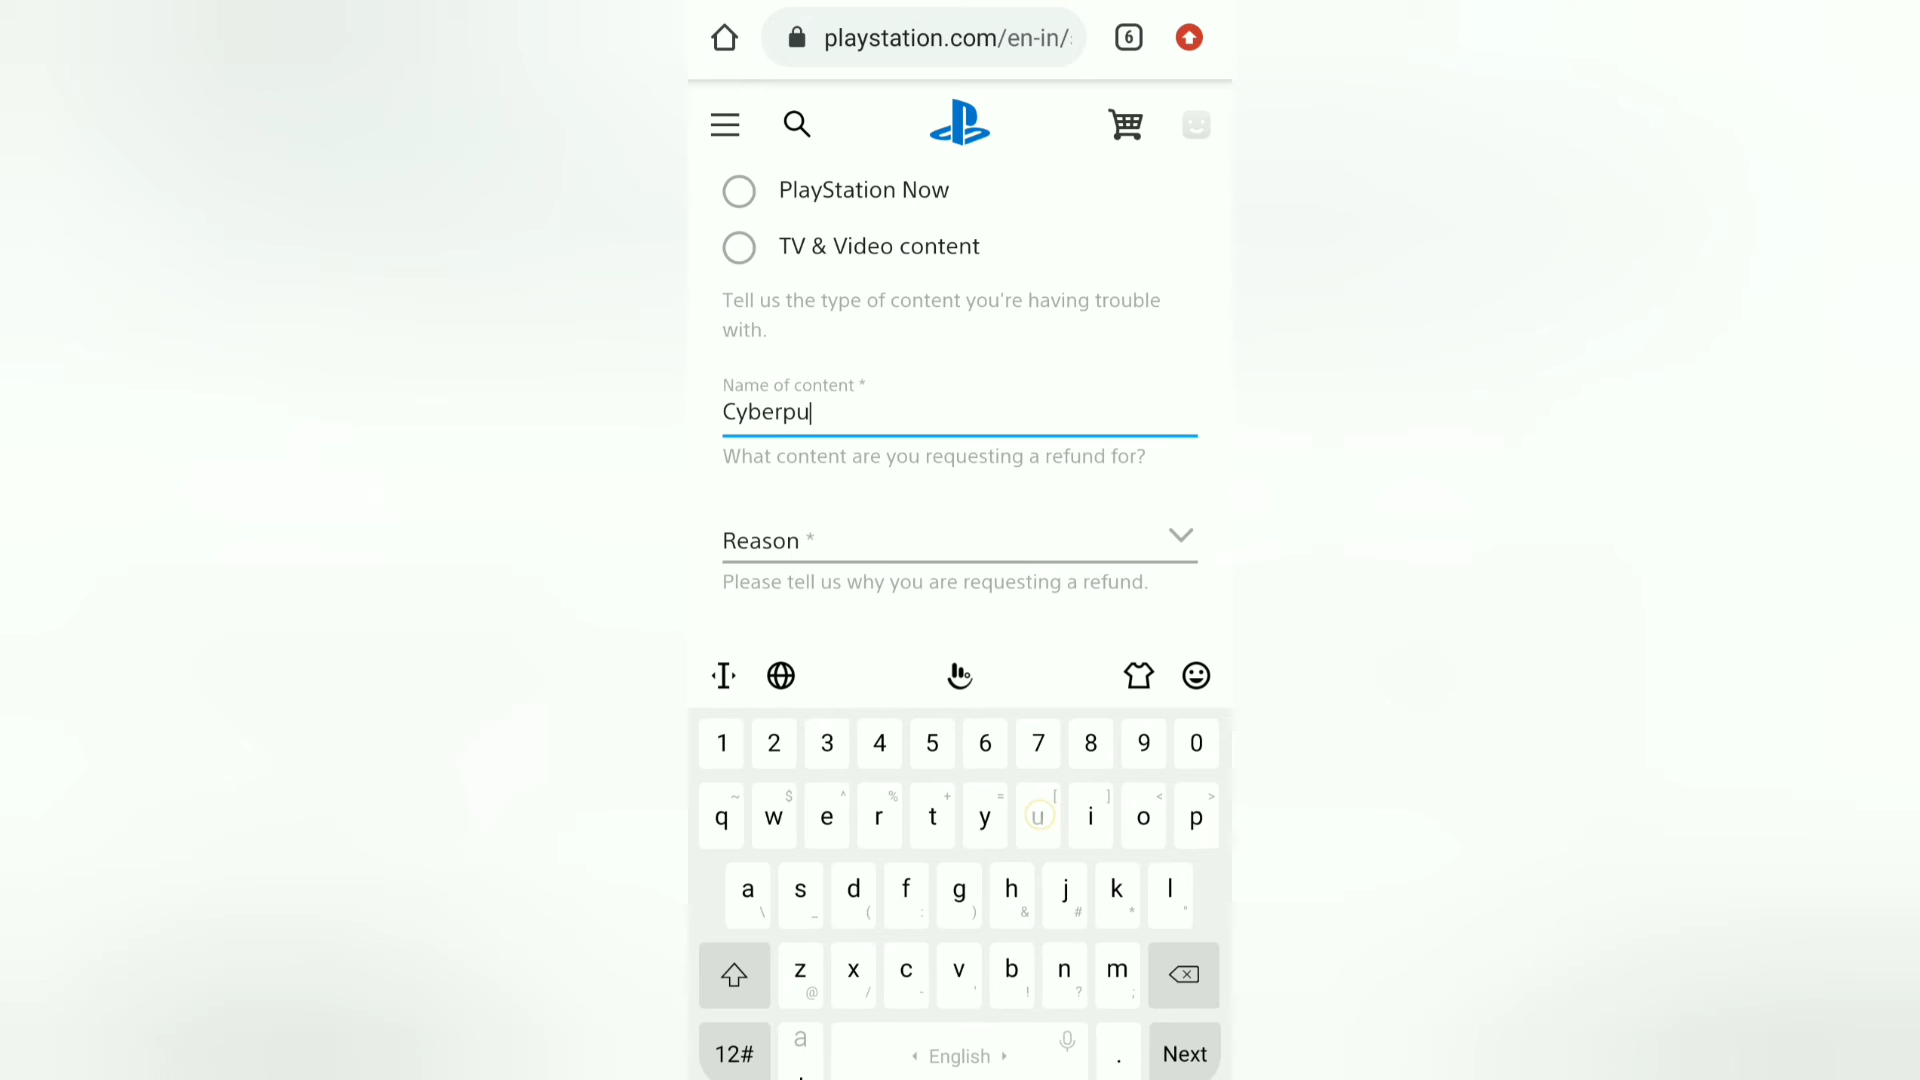 playstation.com/en-in/
6
PlayStation Now
TV & Video content
Tell us the type of content you're having trouble
with.
Name of content *
Cyberpu
What content are you requesting a refund for?
Reason *
Please tell us why you are requesting a refund.
1 2 3 4 5 6 7 8 9 0
~ $ ^ % + = [ ] < >
q w e r t y u i o p
a s d f g h j k l
\ _ ( : ) & # * "
z x c v b n m
@ / - ' ! ? ;
12# a English . Next